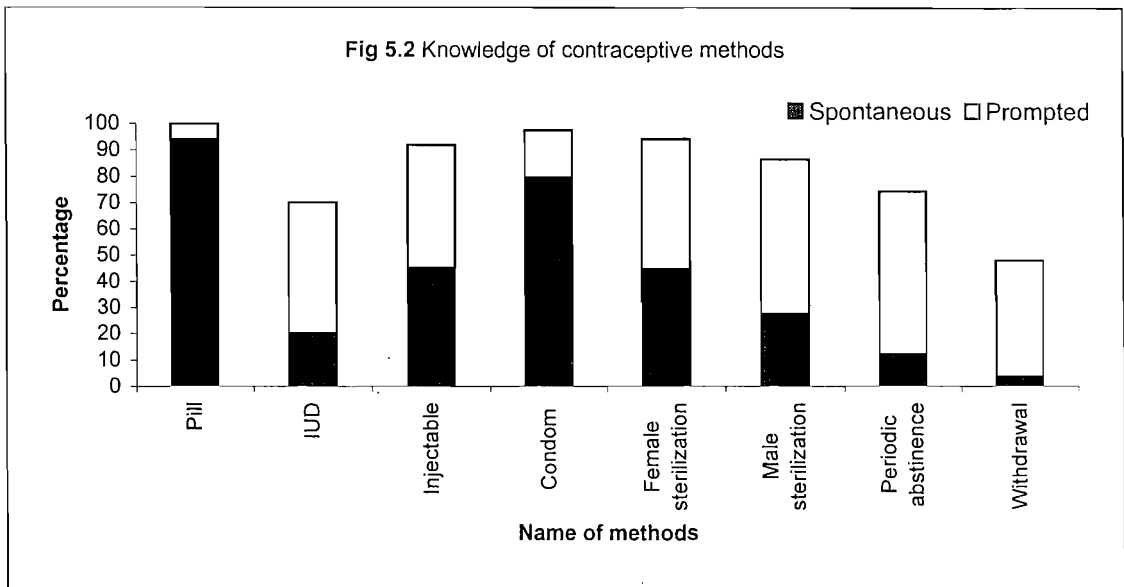 Fig 5.2 Knowledge of contraceptive methods
Spontaneous Prompted
Percentage
100
90
80
70
60
50
40
30
20
10
0
Pill
IUD
Injectable
Condom
Female
sterilization
Male
sterilization
Periodic
abstinence
Withdrawal
Name of methods